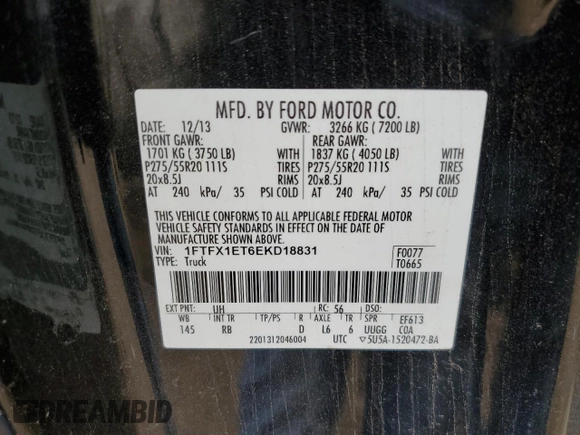 MFD. BY FORD MOTOR CO.
DATE: 12/13 GVWR: 3266 KG ( 7200 LB)
FRONT GAWR: REAR GAWR:
1701 KG ( 3750 LB) WITH 1837 KG ( 4050 LB) WITH
P275/55R20 111S TIRES P275/55R20 111S TIRES
20x8.5J RIMS 20x8.5J RIMS
AT 240 kPa/ 35 PSI COLD AT 240 kPa/ 35 PSI COLD
THIS VEHICLE CONFORMS TO ALL APPLICABLE FEDERAL MOTOR
VEHICLE SAFETY STANDARDS IN EFFECT ON THE DATE OF
MANUFACTURE SHOWN ABOVE.
VIN: 1FTFX1ET6EKD18831 F0077
TYPE: Truck T0665
EXT PNT: UH RC: 56 DSO:
WB INT TR TP/PS R AXLE TR SPR EF613
145 RB D L6 6 UUGG COA
2201312046004 UTC 5U5A-1520472-BA
DREAMBID